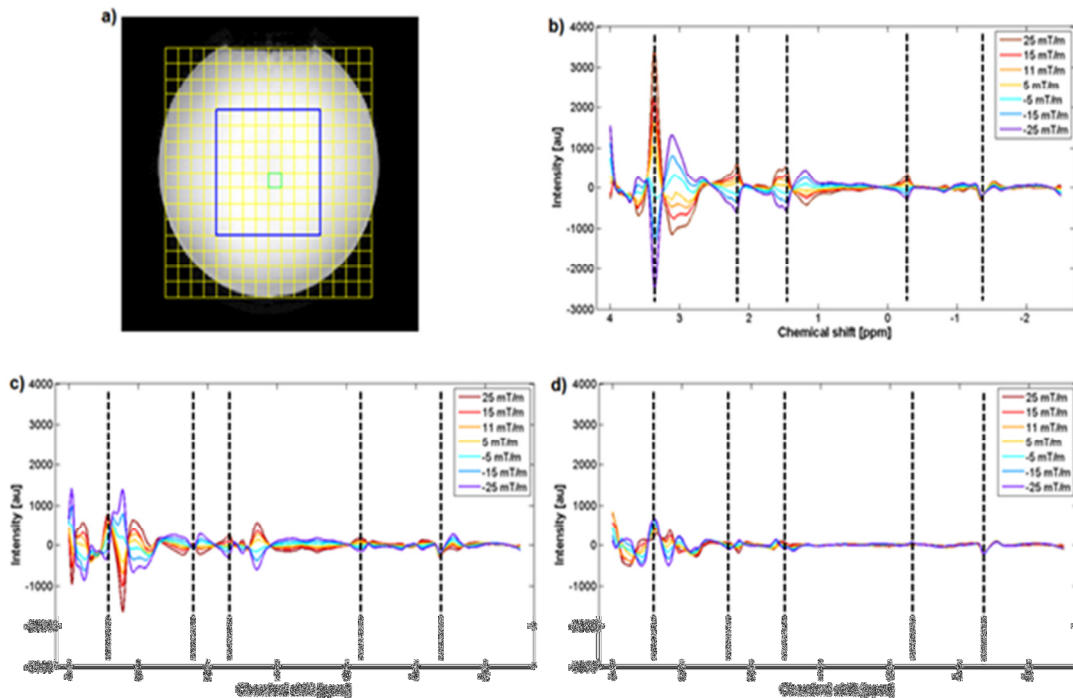 a)
b)
4000
3000
2000
1000
0
-1000
-2000
-3000
Intensity [au]
25 mT/m
15 mT/m
11 mT/m
5 mT/m
-5 mT/m
-15 mT/m
-25 mT/m
4 3 2 1 0 -1 -2
Chemical shift [ppm]
c)
4000
3000
2000
1000
0
-1000
Intensity [au]
25 mT/m
15 mT/m
11 mT/m
5 mT/m
-5 mT/m
-15 mT/m
-25 mT/m
d)
4000
3000
2000
1000
0
-1000
Intensity [au]
25 mT/m
15 mT/m
11 mT/m
5 mT/m
-5 mT/m
-15 mT/m
-25 mT/m